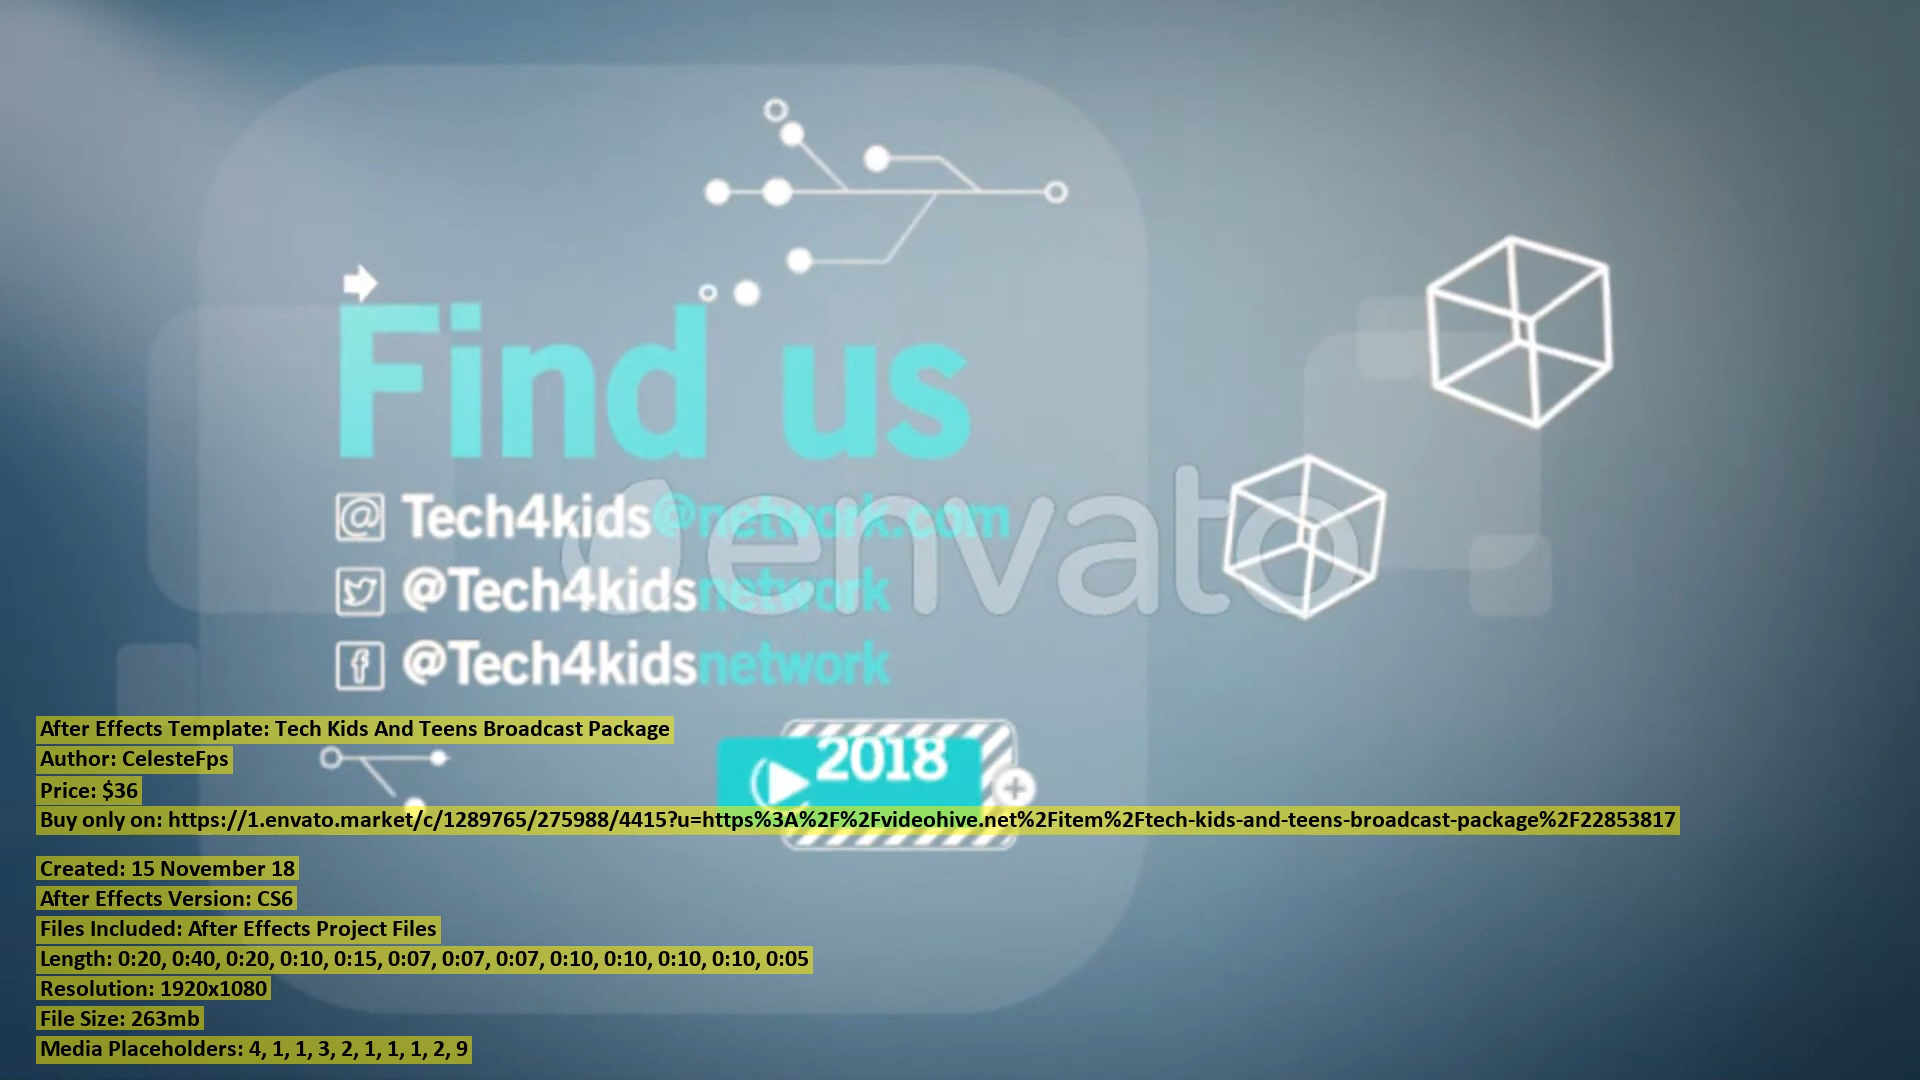 Find us
@ Tech4kids@network.com
@Tech4kidsnetwork
f @Tech4kidsnetwork
envato
2018
After Effects Template: Tech Kids And Teens Broadcast Package
Author: CelesteFps
Price: $36
Buy only on: https://1.envato.market/c/1289765/275988/4415?u=https%3A%2F%2Fvideohive.net%2Fitem%2Ftech-kids-and-teens-broadcast-package%2F22853817
Created: 15 November 18
After Effects Version: CS6
Files Included: After Effects Project Files
Length: 0:20, 0:40, 0:20, 0:10, 0:15, 0:07, 0:07, 0:07, 0:10, 0:10, 0:10, 0:10, 0:05
Resolution: 1920x1080
File Size: 263mb
Media Placeholders: 4, 1, 1, 3, 2, 1, 1, 1, 2, 9